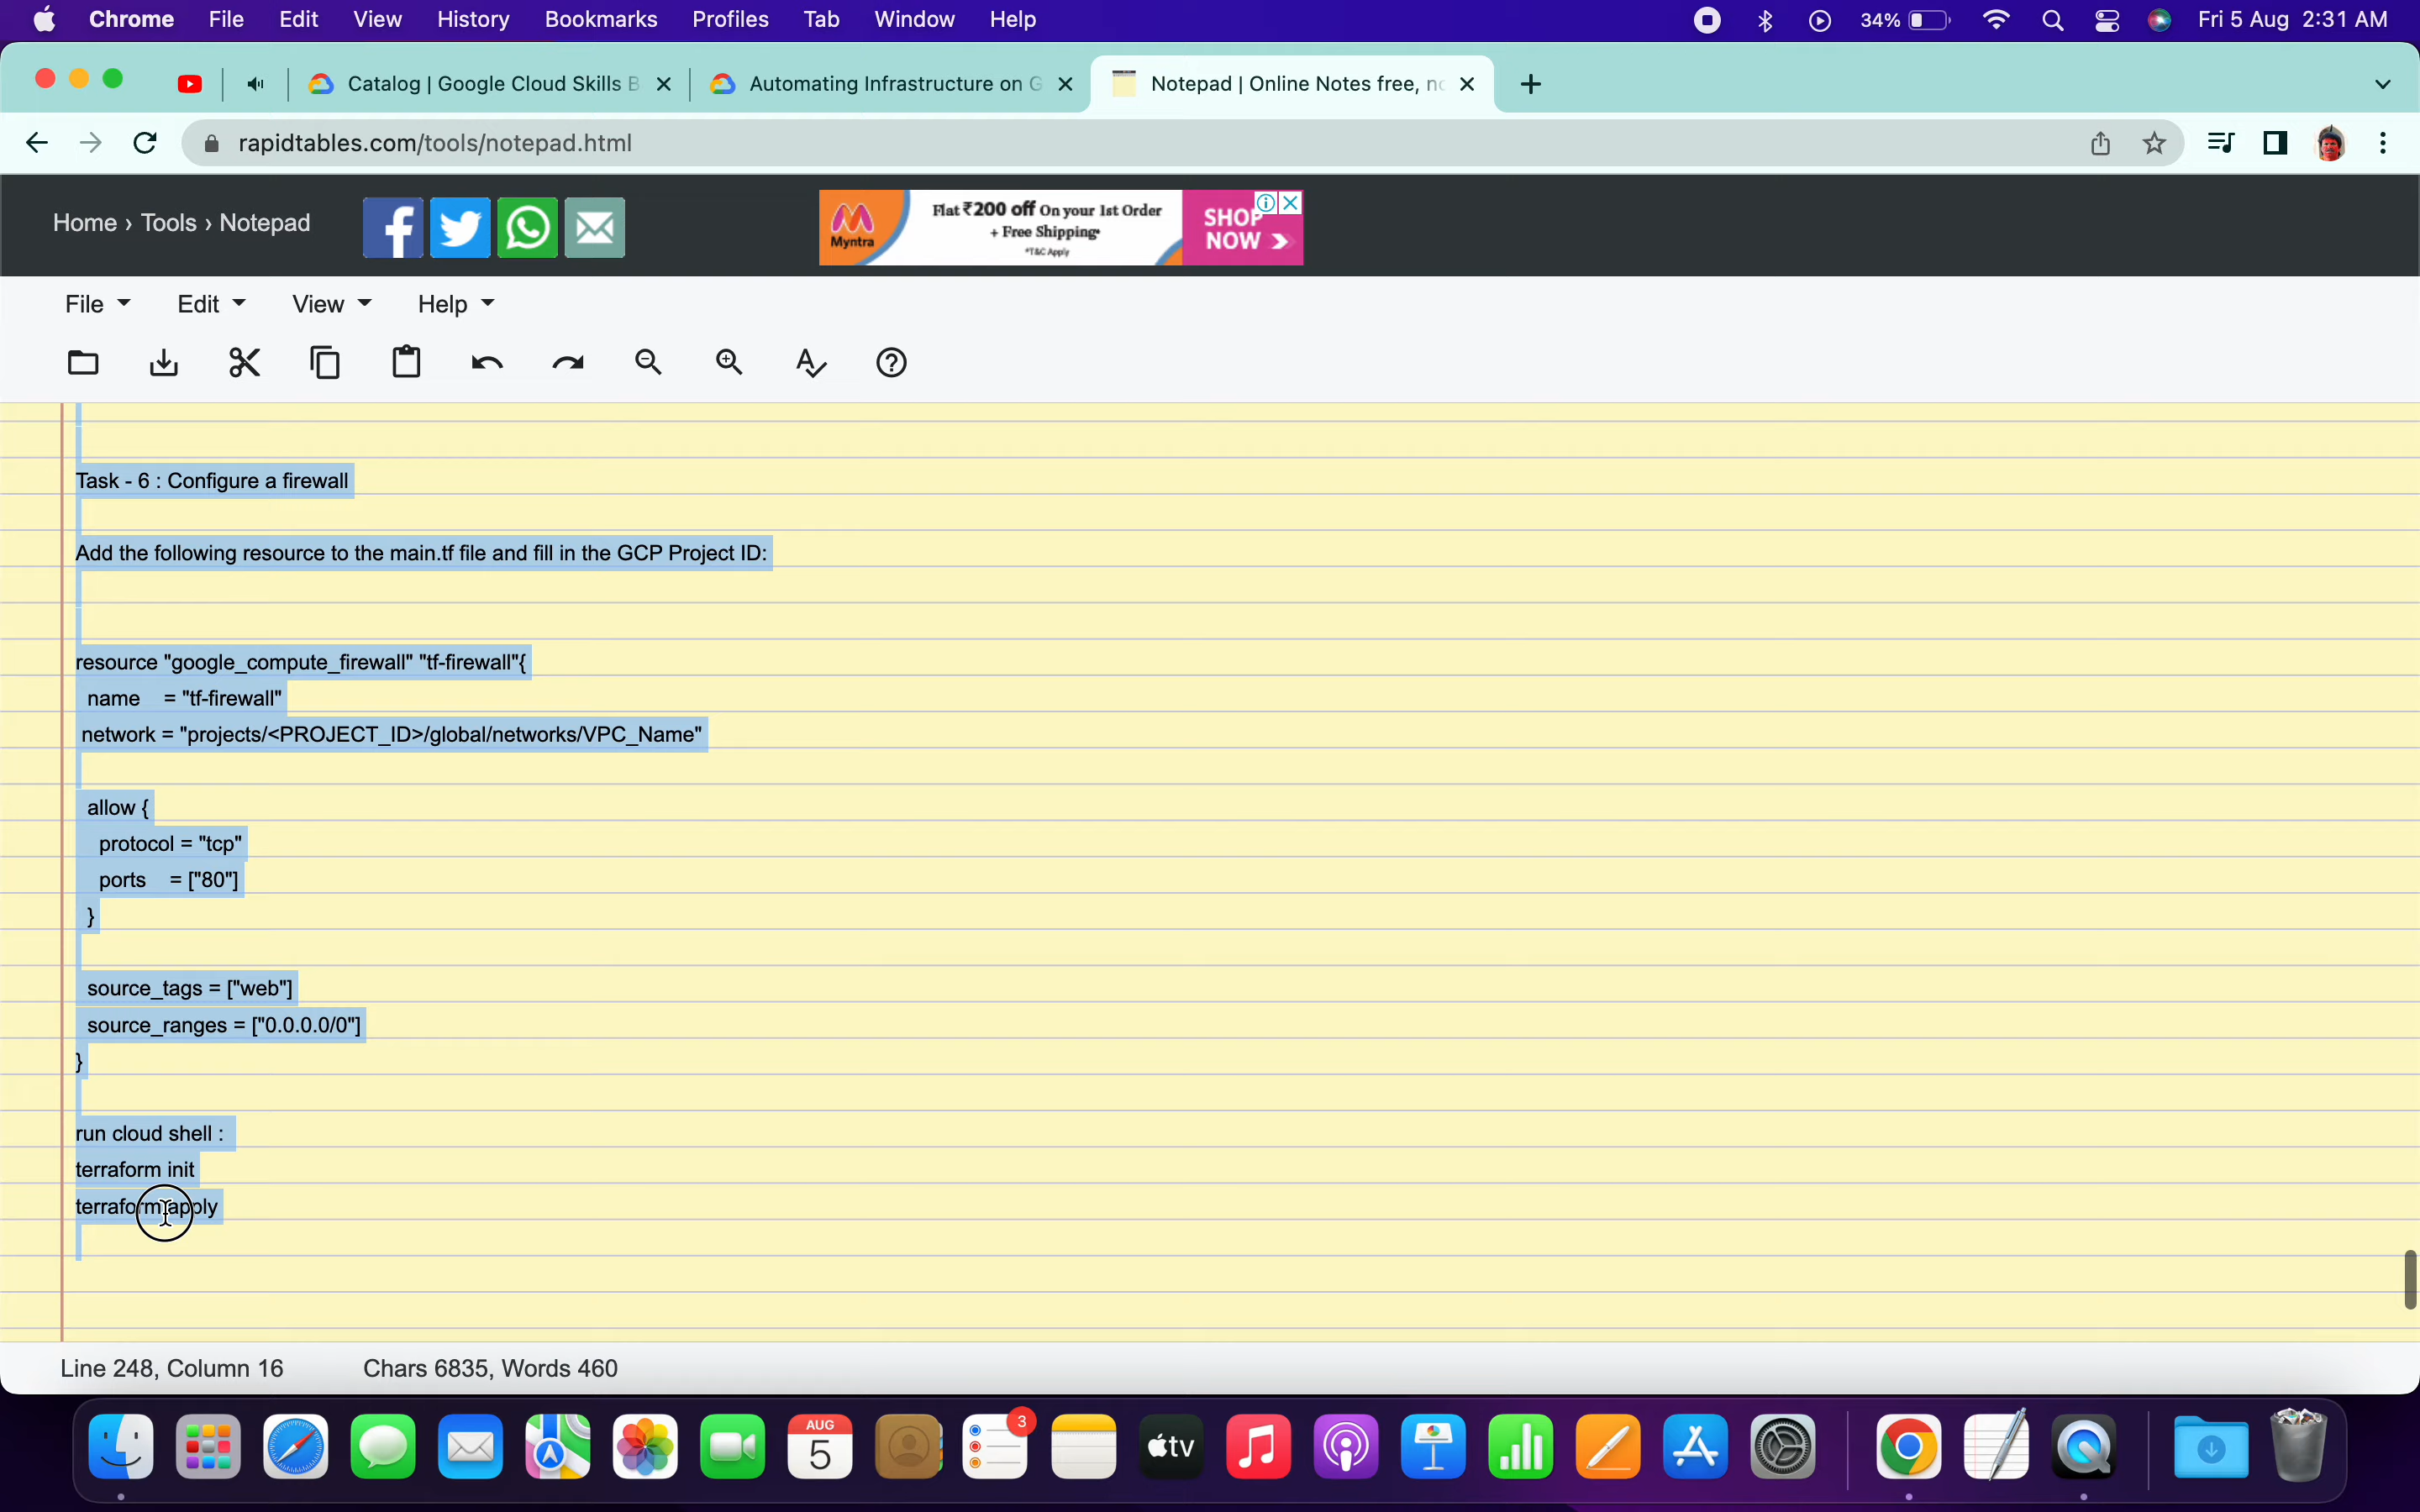 Chrome File Edit View History Bookmarks Profiles Tab Window Help 34% Fri 5 Aug 2:31 AM
Catalog | Google Cloud Skills B Automating Infrastructure on G Notepad | Online Notes free, no
rapidtables.com/tools/notepad.html
Home › Tools › Notepad
Myntra
Flat ₹200 off On your 1st Order
+ Free Shipping*
*T&C Apply
SHOP
NOW
File Edit View Help
Task - 6 : Configure a firewall
Add the following resource to the main.tf file and fill in the GCP Project ID:
resource "google_compute_firewall" "tf-firewall"{
name = "tf-firewall"
network = "projects/<PROJECT_ID>/global/networks/VPC_Name"
allow {
protocol = "tcp"
ports = ["80"]
}
source_tags = ["web"]
source_ranges = ["0.0.0.0/0"]
}
run cloud shell :
terraform init
terraform apply
Line 248, Column 16 Chars 6835, Words 460
AUG
5
3
tv